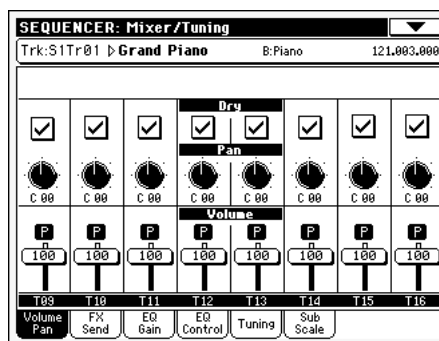 SEQUENCER: Mixer/Tuning
Trk:S1Tr01 Grand Piano B:Piano 121.003.000
Dry
Pan
C 00 C 00 C 00 C 00 C 00 C 00 C 00 C 00
Volume
P P P P P P P P
100 100 100 100 100 100 100 100
T09 T10 T11 T12 T13 T14 T15 T16
Volume Pan FX Send EQ Gain EQ Control Tuning Sub Scale